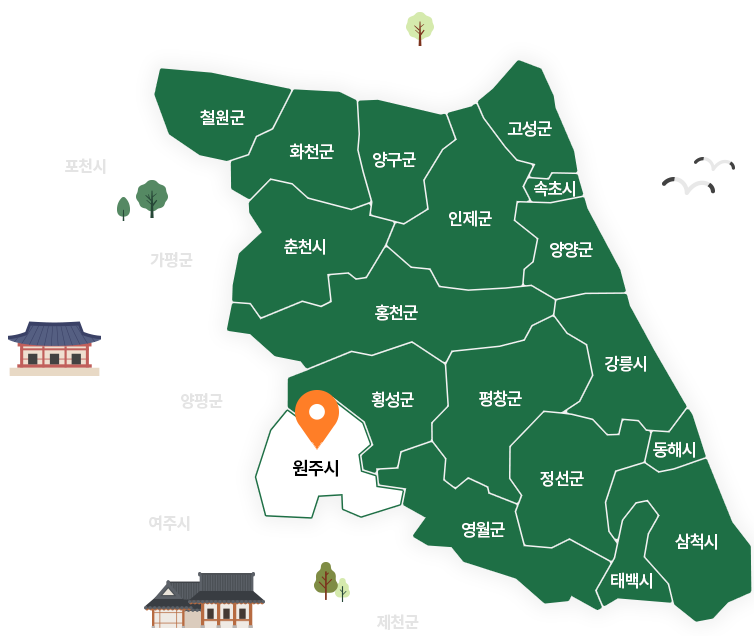 철원군
고성군
화천군
양구군
포천시
속초시
인제군
춘천시
양양군
가평군
홍천군
강릉시
양평군
횡성군
평창군
동해시
원주시
정선군
여주시
영월군
삼척시
태백시
제천군